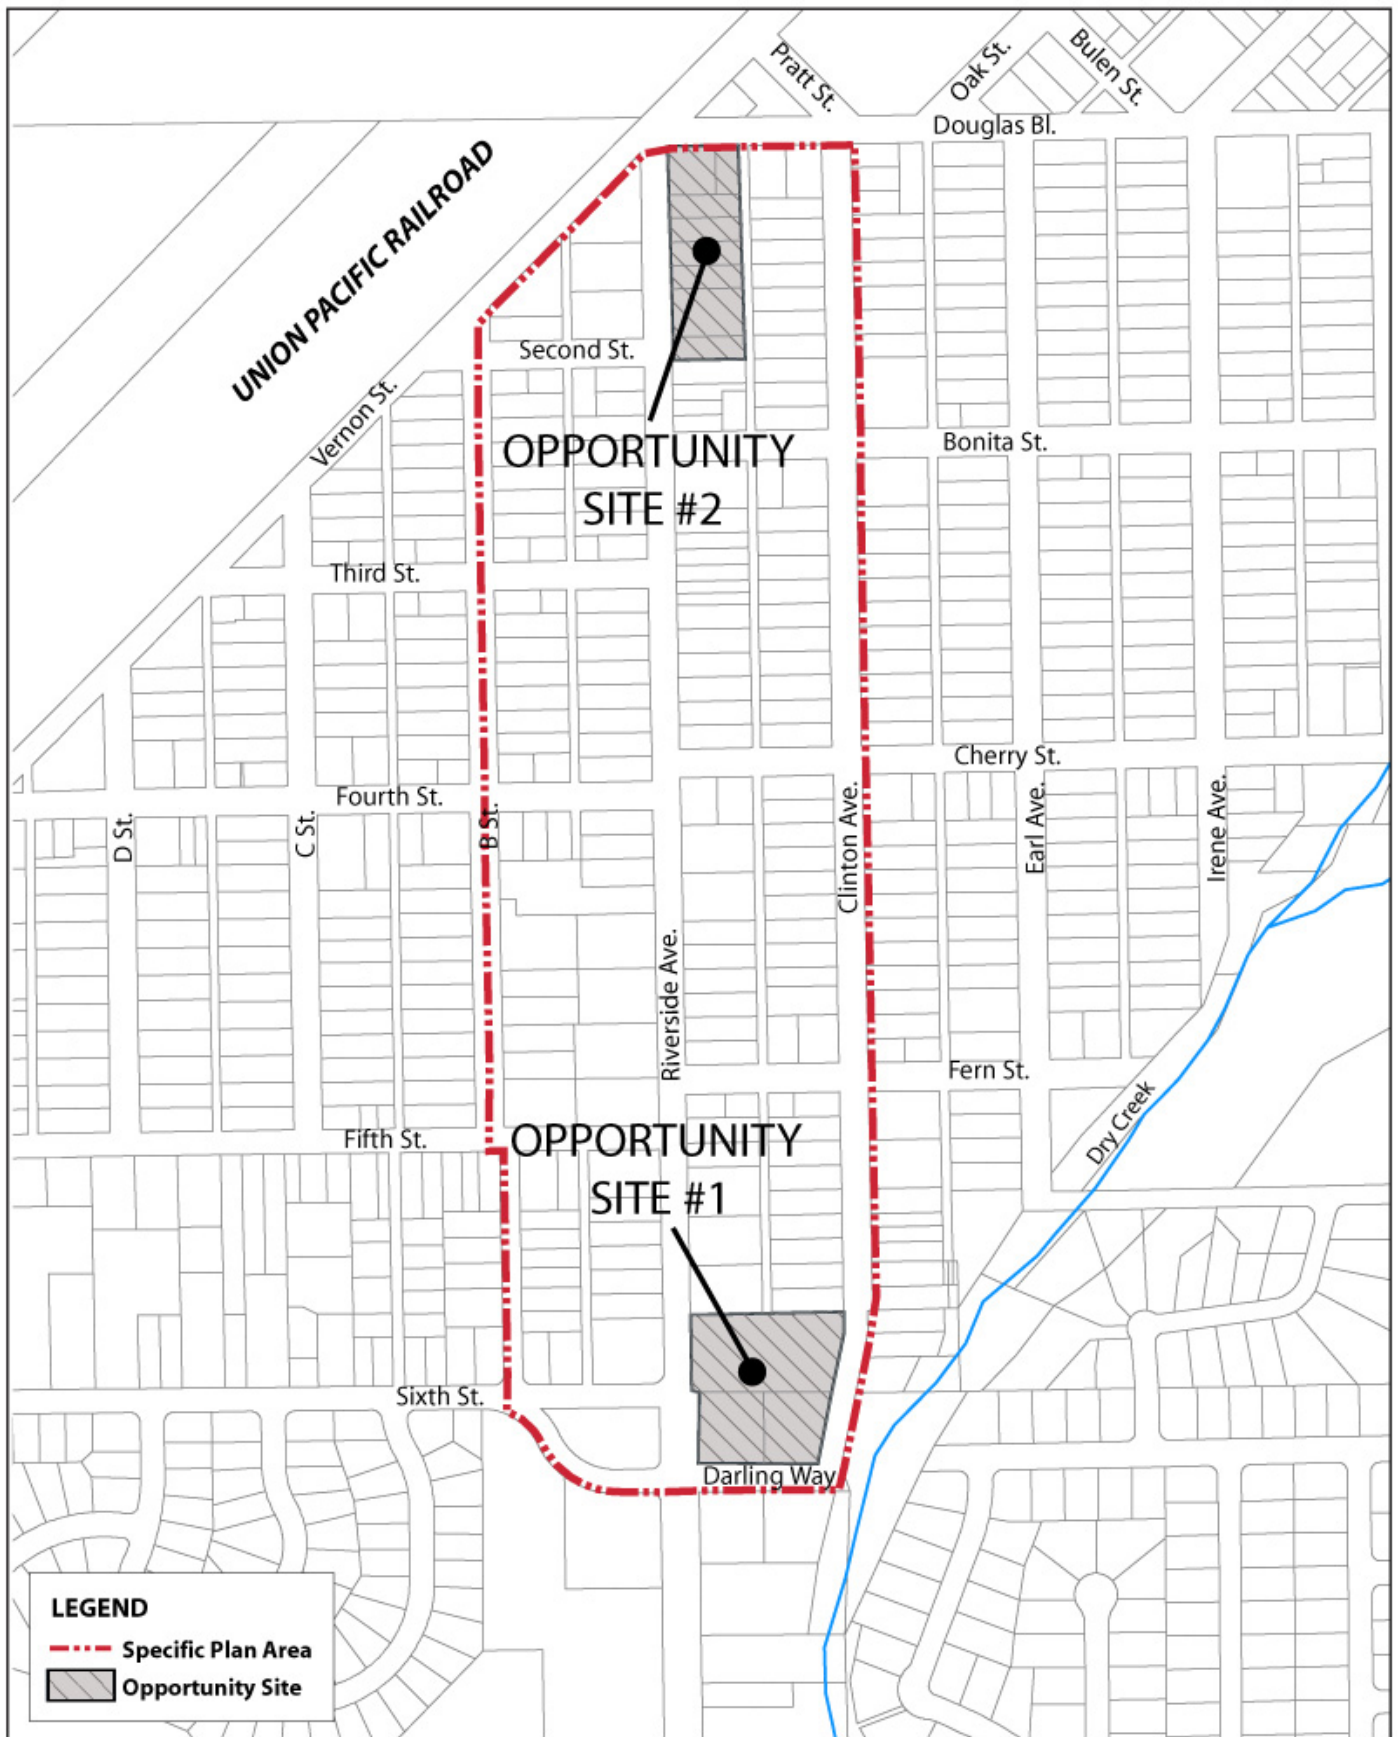 Pratt St.
Oak St.
Bulen St.
Douglas Bl.
UNION PACIFIC RAILROAD
Second St.
Vernon St.
OPPORTUNITY
SITE #2
Bonita St.
Third St.
Cherry St.
Fourth St.
D St.
C St.
B St.
Clinton Ave.
Earl Ave.
Irene Ave.
Riverside Ave.
Fern St.
Dry Creek
Fifth St.
OPPORTUNITY
SITE #1
Sixth St.
Darling Way
LEGEND
Specific Plan Area
Opportunity Site